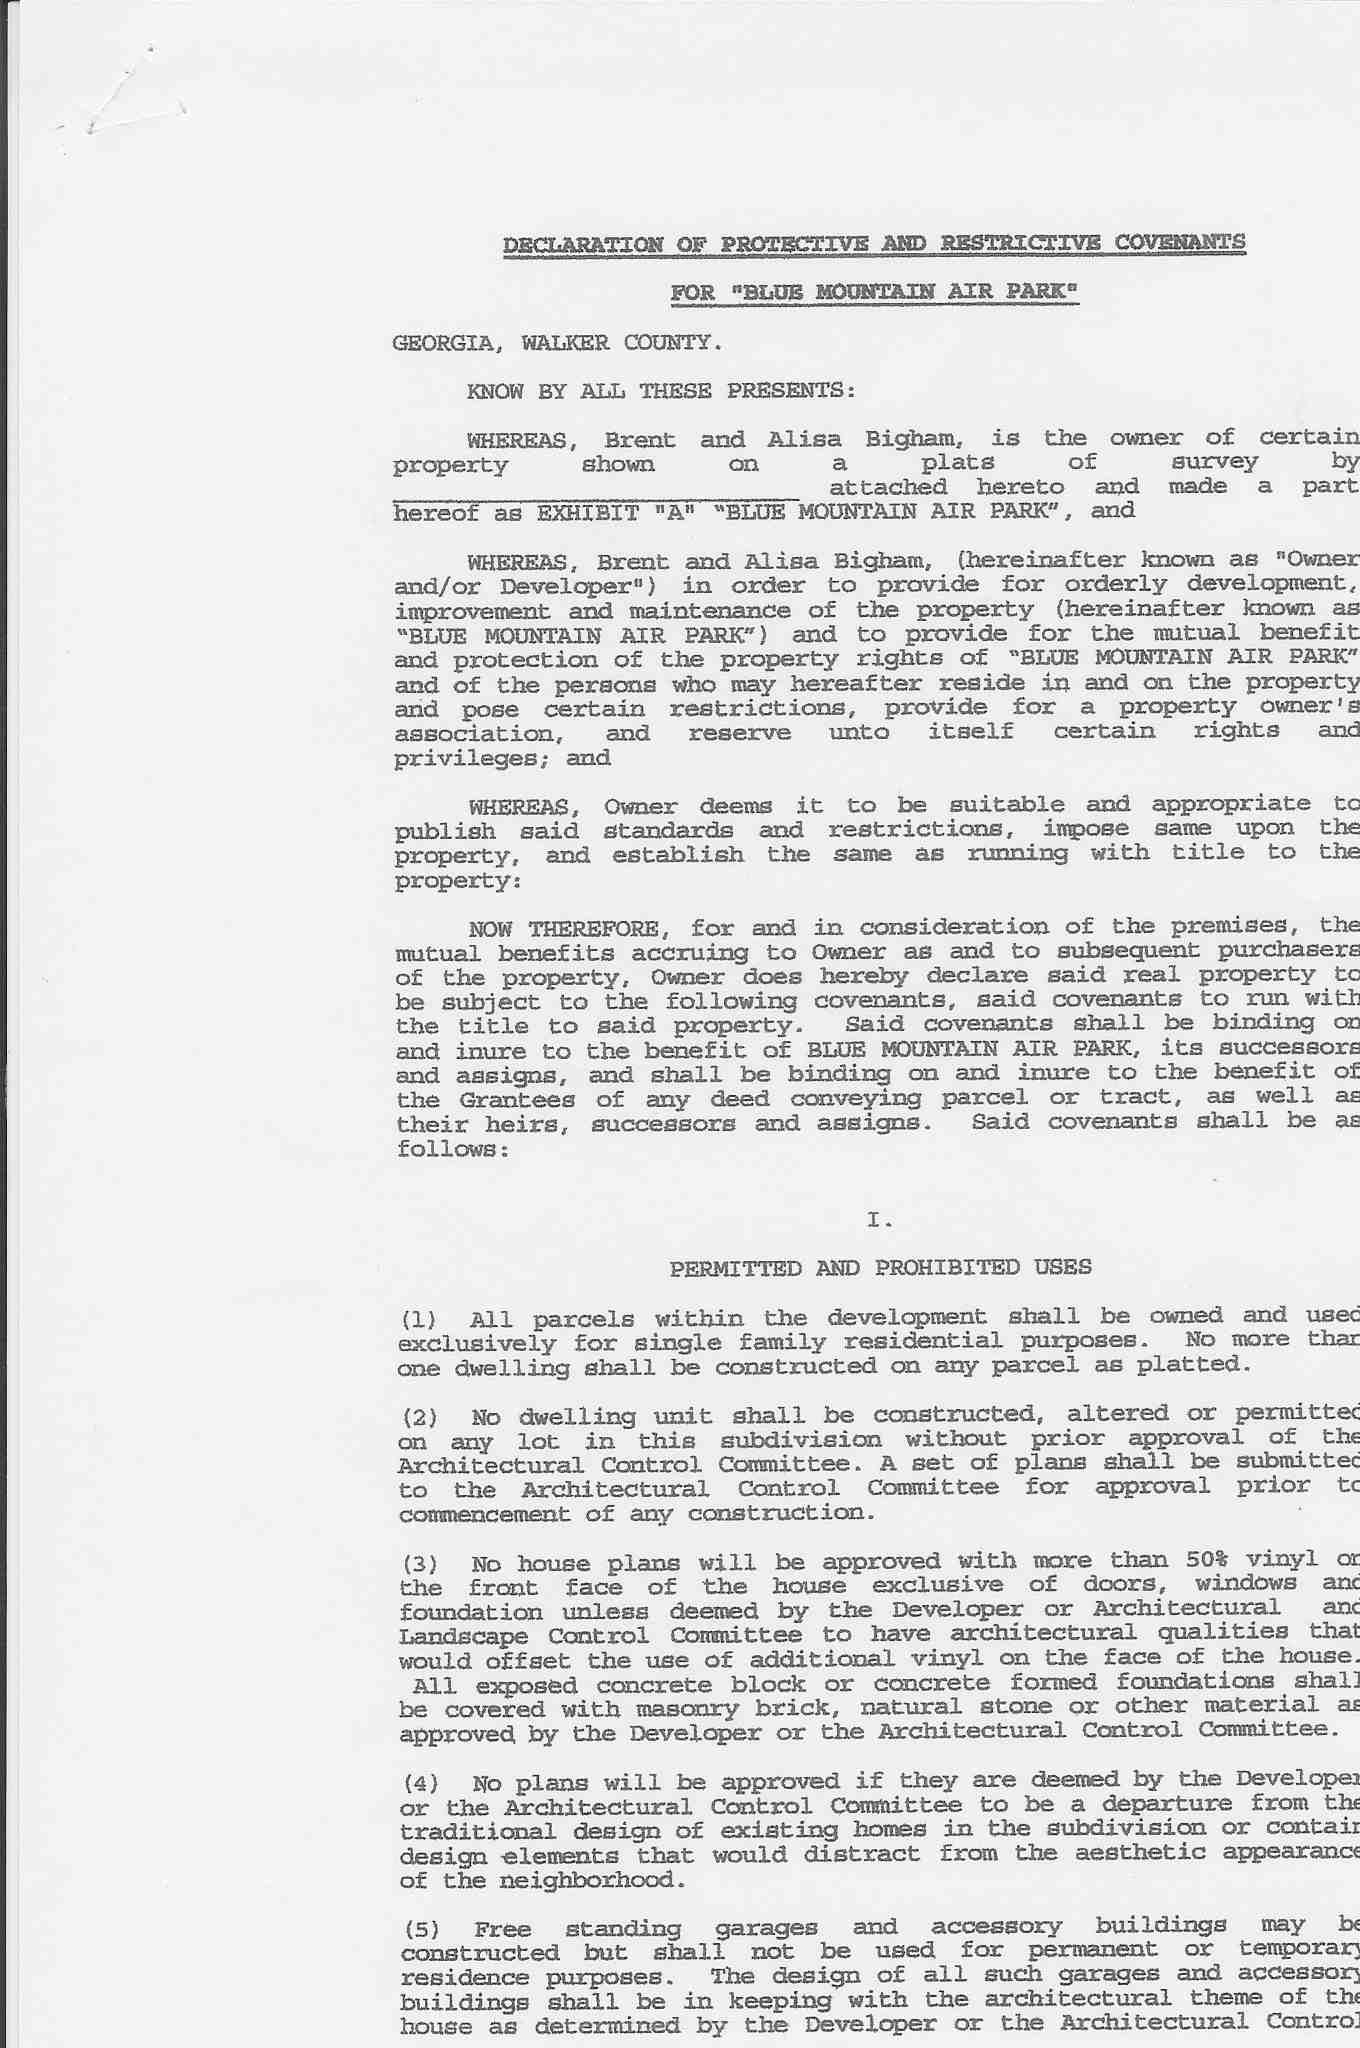 DECLARATION OF PROTECTIVE AND RESTRICTIVE COVENANTS
FOR "BLUE MOUNTAIN AIR PARK"
GEORGIA, WALKER COUNTY.
KNOW BY ALL THESE PRESENTS:
WHEREAS, Brent and Alisa Bigham, is the owner of certain
property shown on a plats of survey by
attached hereto and made a part
hereof as EXHIBIT "A" "BLUE MOUNTAIN AIR PARK", and
WHEREAS, Brent and Alisa Bigham, (hereinafter known as "Owner
and/or Developer") in order to provide for orderly development,
improvement and maintenance of the property (hereinafter known as
"BLUE MOUNTAIN AIR PARK") and to provide for the mutual benefit
and protection of the property rights of "BLUE MOUNTAIN AIR PARK"
and of the persons who may hereafter reside in and on the property
and pose certain restrictions, provide for a property owner's
association, and reserve unto itself certain rights and
privileges; and
WHEREAS, Owner deems it to be suitable and appropriate to
publish said standards and restrictions, impose same upon the
property, and establish the same as running with title to the
property:
NOW THEREFORE, for and in consideration of the premises, the
mutual benefits accruing to Owner as and to subsequent purchasers
of the property, Owner does hereby declare said real property to
be subject to the following covenants, said covenants to run with
the title to said property. Said covenants shall be binding on
and inure to the benefit of BLUE MOUNTAIN AIR PARK, its successors
and assigns, and shall be binding on and inure to the benefit of
the Grantees of any deed conveying parcel or tract, as well as
their heirs, successors and assigns. Said covenants shall be as
follows:
I.
PERMITTED AND PROHIBITED USES
(1) All parcels within the development shall be owned and used
exclusively for single family residential purposes. No more than
one dwelling shall be constructed on any parcel as platted.
(2) No dwelling unit shall be constructed, altered or permitted
on any lot in this subdivision without prior approval of the
Architectural Control Committee. A set of plans shall be submitted
to the Architectural Control Committee for approval prior to
commencement of any construction.
(3) No house plans will be approved with more than 50% vinyl on
the front face of the house exclusive of doors, windows and
foundation unless deemed by the Developer or Architectural and
Landscape Control Committee to have architectural qualities that
would offset the use of additional vinyl on the face of the house.
All exposed concrete block or concrete formed foundations shall
be covered with masonry brick, natural stone or other material as
approved by the Developer or the Architectural Control Committee.
(4) No plans will be approved if they are deemed by the Developer
or the Architectural Control Committee to be a departure from the
traditional design of existing homes in the subdivision or contain
design elements that would distract from the aesthetic appearance
of the neighborhood.
(5) Free standing garages and accessory buildings may be
constructed but shall not be used for permanent or temporary
residence purposes. The design of all such garages and accessory
buildings shall be in keeping with the architectural theme of the
house as determined by the Developer or the Architectural Control